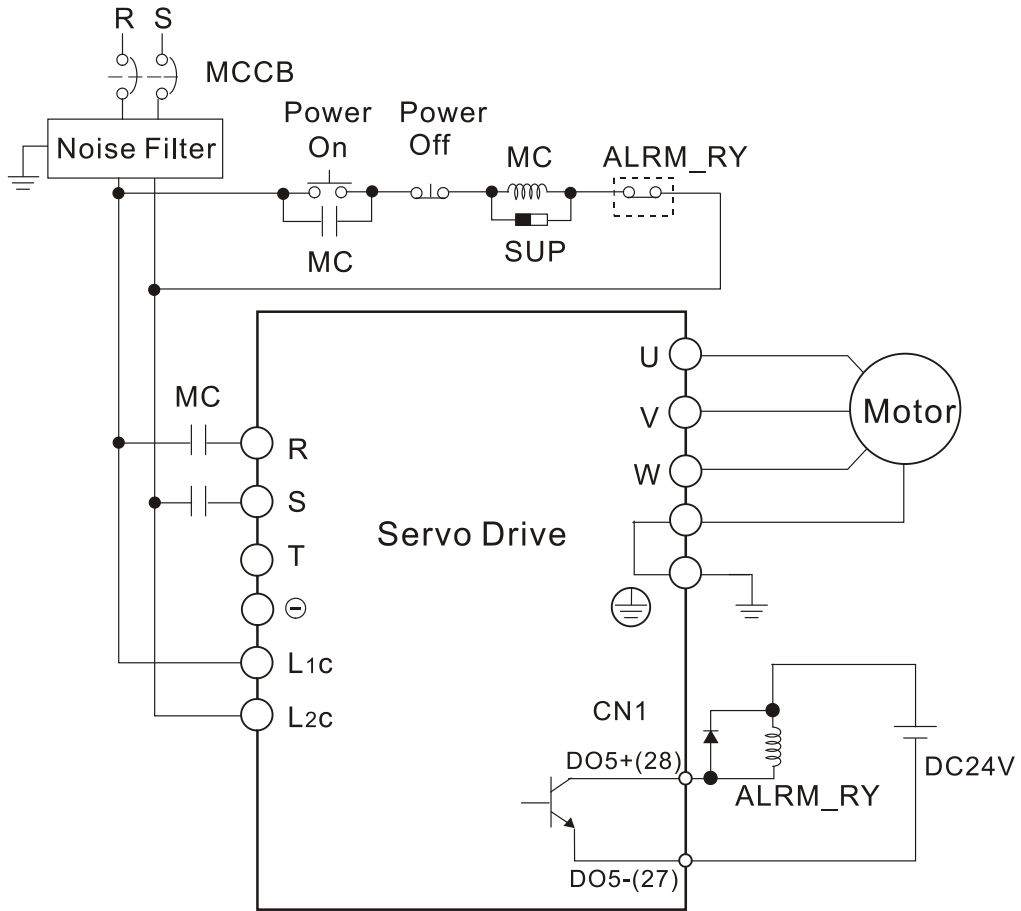 R S
MCCB
Noise Filter
Power
On
Power
Off
MC
ALRM_RY
MC
SUP
MC
R
S
T
⊖
L1c
L2c
Servo Drive
U
V
W
Motor
CN1
DO5+(28)
DO5-(27)
ALRM_RY
DC24V